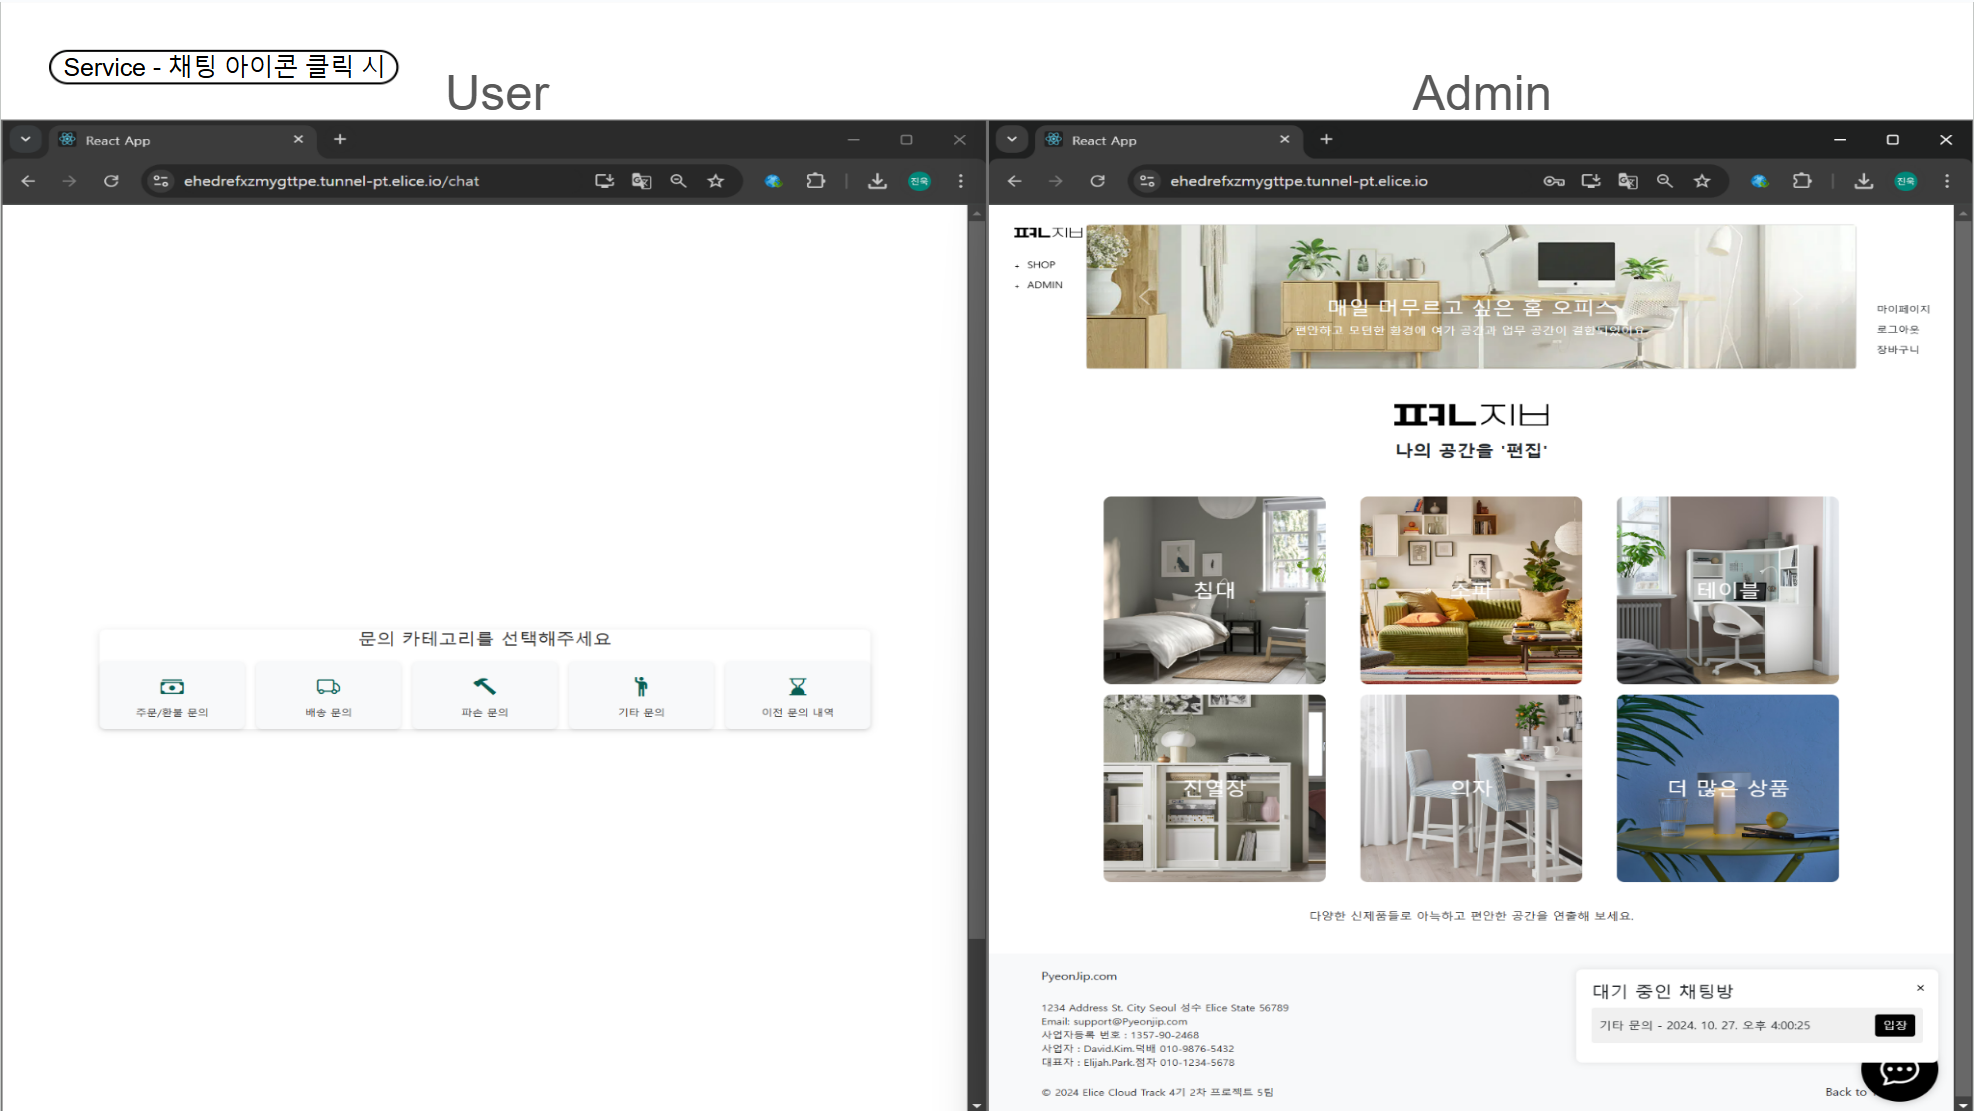 Service - 채팅 아이콘 클릭 시
User
Admin
React App
ehedrefxzmygttpe.tunnel-pt.elice.io/chat
진욱
문의 카테고리를 선택해주세요
주문/환불 문의
배송 문의
파손 문의
기타 문의
이전 문의 내역
React App
ehedrefxzmygttpe.tunnel-pt.elice.io
진욱
편지브
SHOP
ADMIN
매일 머무르고 싶은 홈 오피스
편안하고 모던한 환경에 여가 공간과 업무 공간이 결합되었어요
마이페이지
로그아웃
장바구니
편지브
나의 공간을 '편집'
침대
소파
테이블
진열장
의자
더 많은 상품
다양한 신제품들로 아늑하고 편안한 공간을 연출해 보세요.
PyeonJip.com
1234 Address St. City Seoul 성수 Elice State 56789
Email: support@Pyeonjip.com
사업자등록 번호 : 1357-90-2468
사업자 : David.Kim.덕배 010-9876-5432
대표자 : Elijah.Park.점자 010-1234-5678
© 2024 Elice Cloud Track 4기 2차 프로젝트 5팀
대기 중인 채팅방
×
기타 문의 - 2024. 10. 27. 오후 4:00:25
입장
Back to